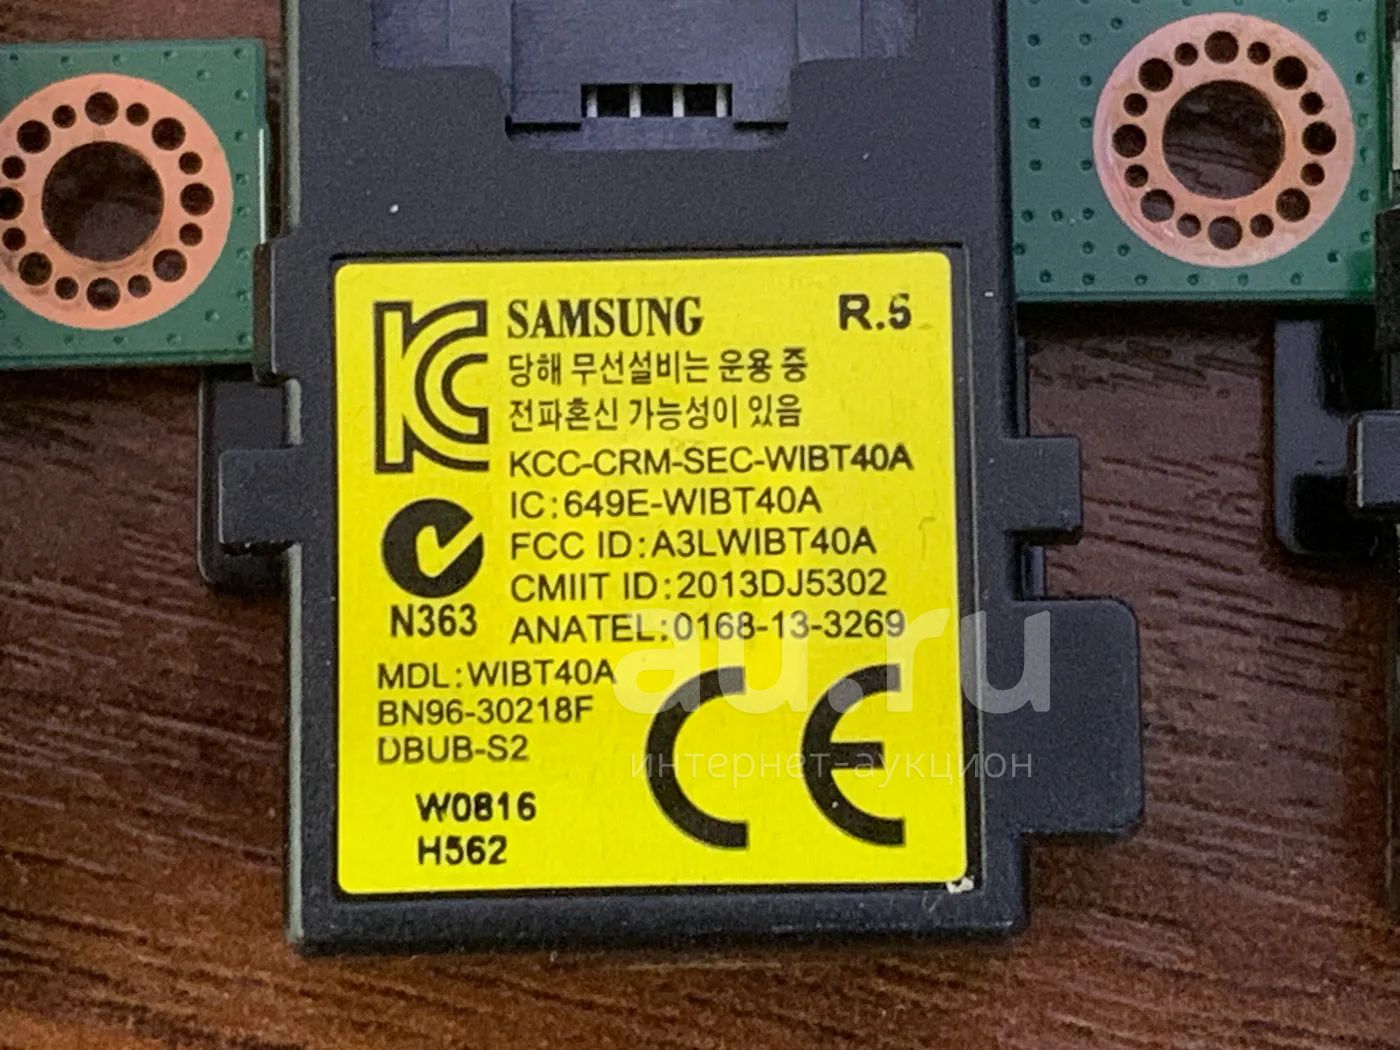 SAMSUNG R.5
당해 무선설비는 운용 중
전파혼신 가능성이 있음
KCC-CRM-SEC-WIBT40A
IC:649E-WIBT40A
FCC ID:A3LWIBT40A
CMIIT ID:2013DJ5302
N363
ANATEL:0168-13-3269
MDL:WIBT40A
BN96-30218F
DBUB-S2
W0816
H562
CE
au.ru
интернет-аукцион